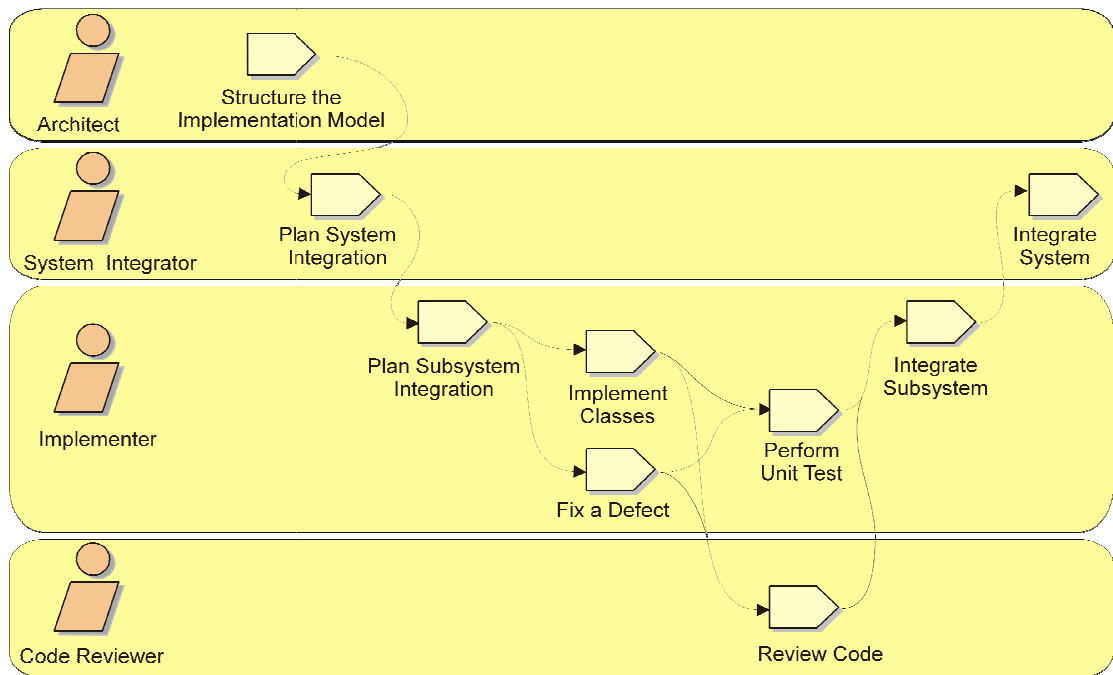 Structure the
Implementation Model
Architect
Plan System
Integration
Integrate
System
System Integrator
Plan Subsystem
Integration
Implement
Classes
Integrate
Subsystem
Implementer
Perform
Unit Test
Fix a Defect
Code Reviewer
Review Code